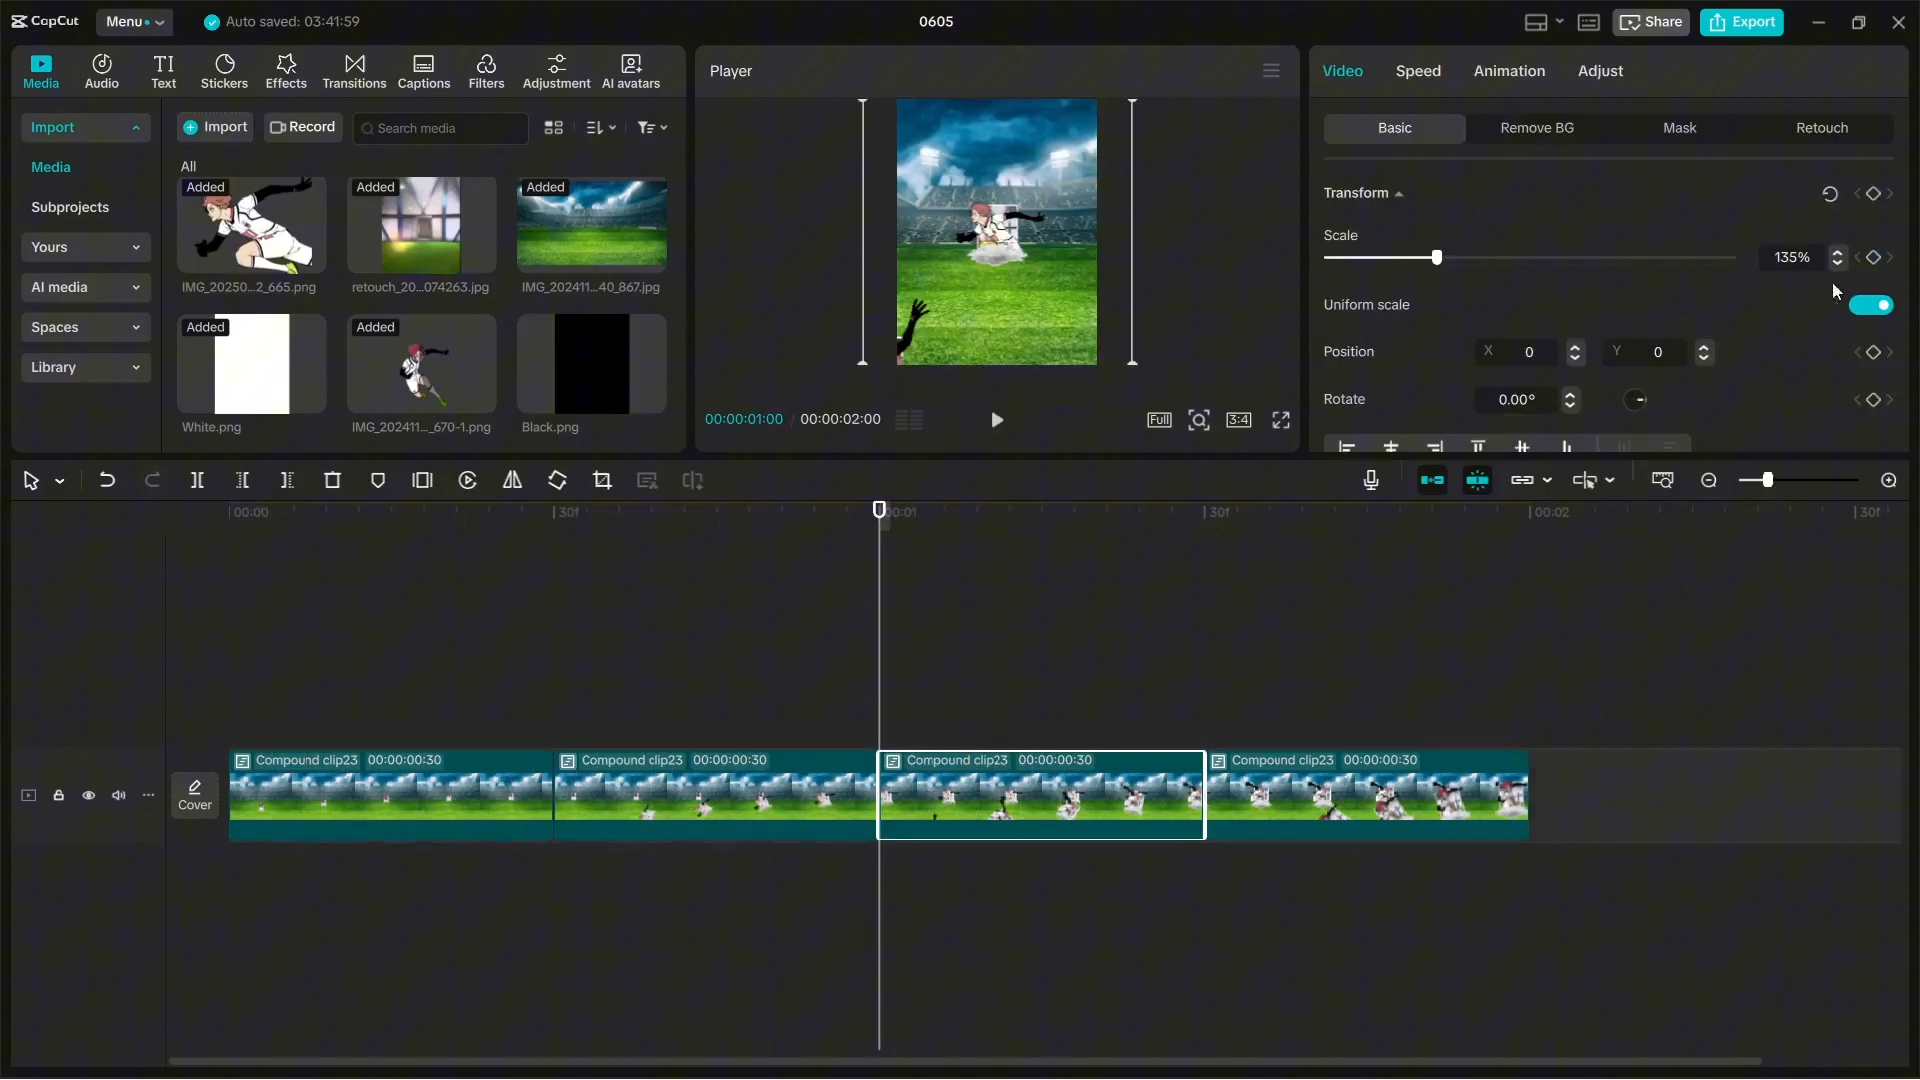 CapCut
Menu
Auto saved: 03:41:59
0605
Share
Export
Media
Audio
Text
Stickers
Effects
Transitions
Captions
Filters
Adjustment
AI avatars
Import
Media
Subprojects
Yours
AI media
Spaces
Library
Import
Record
Search media
All
Added
Added
Added
IMG_20250...2_665.png
retouch_20...074263.jpg
IMG_202411...40_867.jpg
Added
Added
White.png
IMG_202411..._670-1.png
Black.png
Player
00:00:01:00 / 00:00:02:00
Full
3:4
Video
Speed
Animation
Adjust
Basic
Remove BG
Mask
Retouch
Transform
Scale
135%
Uniform scale
Position
X 0
Y 0
Rotate
0.00°
00:00
30f
00:01
30f
00:02
30f
Cover
Compound clip23 00:00:00:30
Compound clip23 00:00:00:30
Compound clip23 00:00:00:30
Compound clip23 00:00:00:30